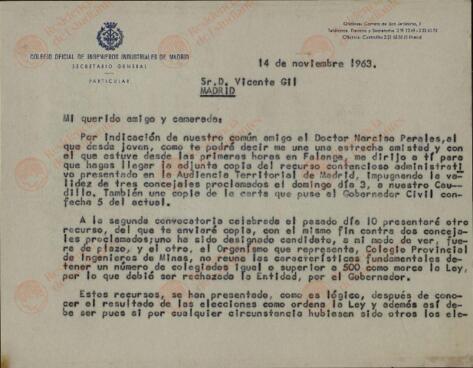 COLEGIO OFICIAL DE INGENIEROS INDUSTRIALES DE MADRID
SECRETARIO GENERAL
PARTICULAR
14 de noviembre 1963.
Sr.D. Vicente Gil
MADRID
Mi querido amigo y camarada:
Por indicación de nuestro común amigo el Doctor Narciso Perales,al
que desde joven, como te podrá decir me une una estrecha amistad y con
el que estuve desde las primeras horas en Falange, me dirijo a tí para
que hagas llegar la adjunta copia del recurso contencioso administrati
vo presentado en la Audiencia Territorial de Madrid, impugnando la va-
lidez de tres concejales proclamados el domingo día 3, a nuestro Cau-
dillo. También una copia de la carta que puse al Gobernador Civil con
fecha 5 del actual.
A la segunda convocatoria celebrada el pasado día 10 presentaré otro
recurso, del que te enviaré copia, con el mismo fin contra dos conce-
jales proclamados;uno ha sido designado candidato, a mi modo de ver, fue-
ra de plazo, y el otro, el Organismo que representa, Colegio Provincial
de Ingenieros de Minas, no reune las características fundamentales de
tener un número de colegiados igual o superior a 500 como marca la Ley,
por lo que debió ser rechazada la Entidad, por el Gobernador.
Estos recursos, se han presentado, como es lógico, después de cono-
cer el resultado de las elecciones como ordena la Ley y además así de-
be ser pues si por cualquier circunstancia hubiesen sido otros los ele-